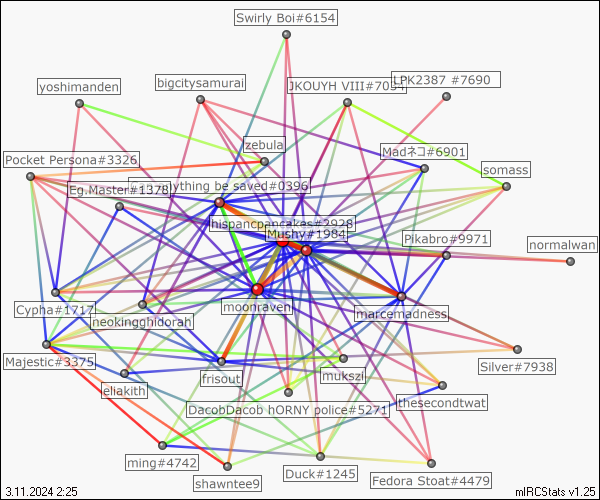 Swirly Boi#6154
LPK2387 #7690
yoshimanden
bigcitysamurai
JKOUYH VIII#7054
zebula
Madネコ#6901
Pocket Persona#3326
somass
Eg.Master#1378
ything be saved#0396
hispancpancakes#2928
Mushy#1984
Pikabro#9971
normalwan
Cypha#1717
moonraven
marcemadness
neokingghidorah
Majestic#3375
Silver#7938
eliakith
frisout
mukszi
thesecondtwat
DacobDacob hORNY police#5271
ming#4742
shawntee9
Duck#1245
Fedora Stoat#4479
3.11.2024 2:25
mIRCStats v1.25